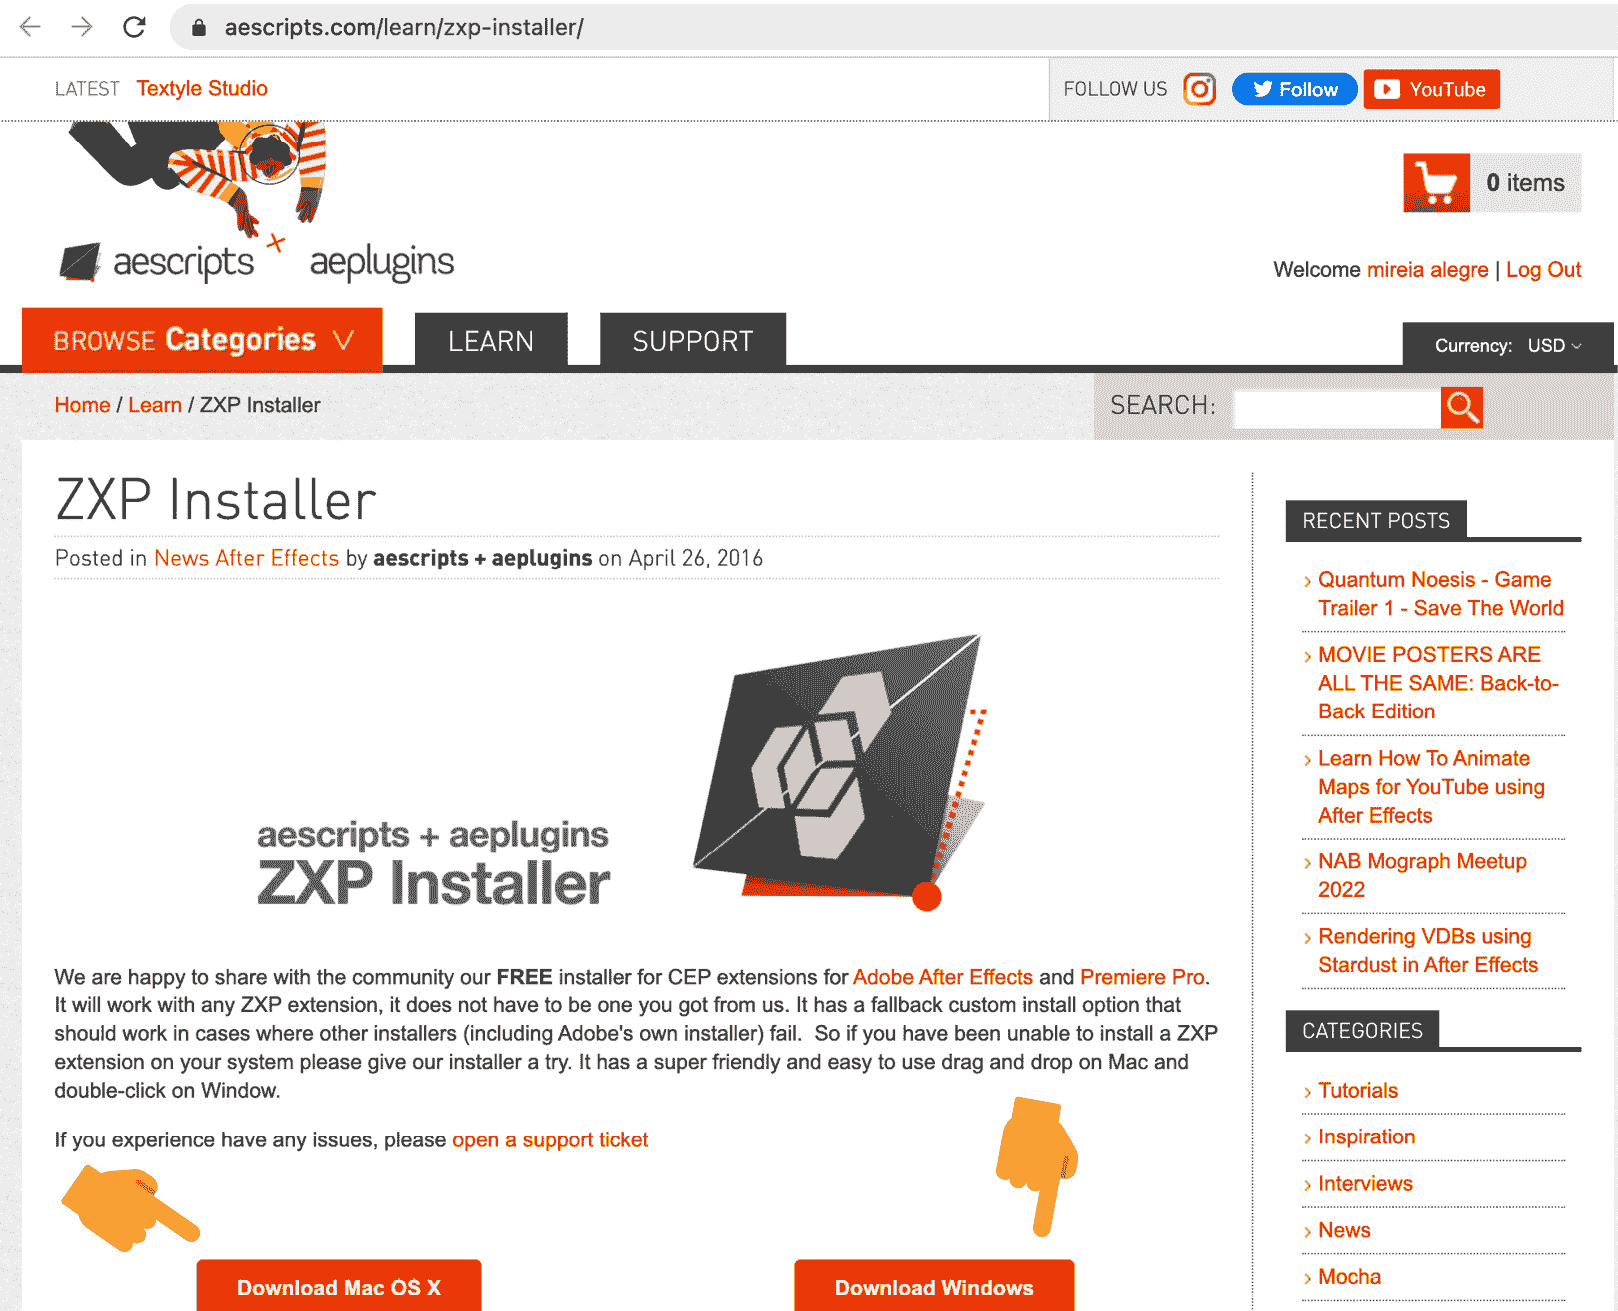 aescripts.com/learn/zxp-installer/
LATEST Textyle Studio
FOLLOW US Follow YouTube
0 items
aescripts aeplugins
Welcome mireia alegre | Log Out
BROWSE Categories LEARN SUPPORT
Currency: USD
Home / Learn / ZXP Installer
SEARCH:
ZXP Installer
Posted in News After Effects by aescripts + aeplugins on April 26, 2016
aescripts + aeplugins
ZXP Installer
We are happy to share with the community our FREE installer for CEP extensions for Adobe After Effects and Premiere Pro.
It will work with any ZXP extension, it does not have to be one you got from us. It has a fallback custom install option that
should work in cases where other installers (including Adobe's own installer) fail.  So if you have been unable to install a ZXP
extension on your system please give our installer a try. It has a super friendly and easy to use drag and drop on Mac and
double-click on Window.
If you experience have any issues, please open a support ticket
Download Mac OS X
Download Windows
RECENT POSTS
› Quantum Noesis - Game
Trailer 1 - Save The World
› MOVIE POSTERS ARE
ALL THE SAME: Back-to-
Back Edition
› Learn How To Animate
Maps for YouTube using
After Effects
› NAB Mograph Meetup
2022
› Rendering VDBs using
Stardust in After Effects
CATEGORIES
› Tutorials
› Inspiration
› Interviews
› News
› Mocha